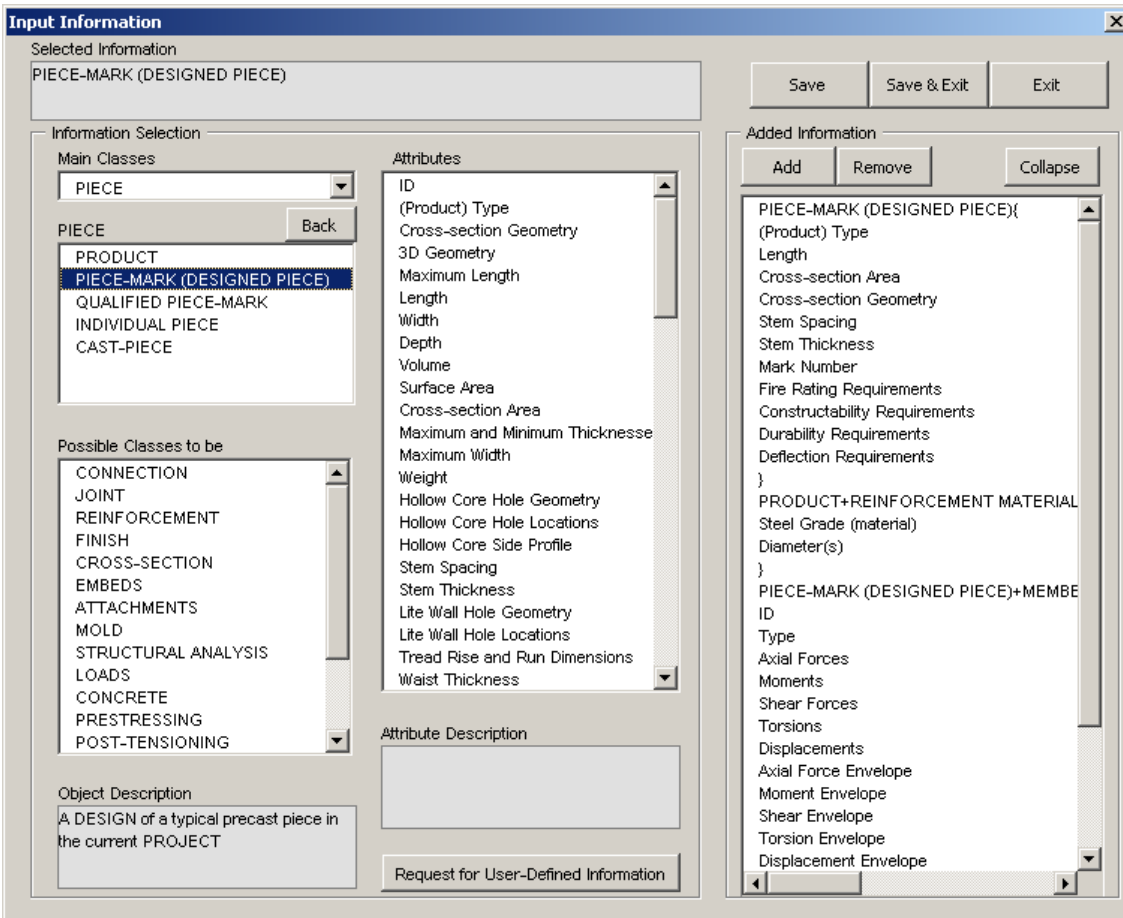 Input Information
Selected Information
PIECE-MARK (DESIGNED PIECE)
Save
Save & Exit
Exit
Information Selection
Main Classes
PIECE
PIECE
Back
PRODUCT
PIECE-MARK (DESIGNED PIECE)
QUALIFIED PIECE-MARK
INDIVIDUAL PIECE
CAST-PIECE
Possible Classes to be
CONNECTION
JOINT
REINFORCEMENT
FINISH
CROSS-SECTION
EMBEDS
ATTACHMENTS
MOLD
STRUCTURAL ANALYSIS
LOADS
CONCRETE
PRESTRESSING
POST-TENSIONING
Object Description
A DESIGN of a typical precast piece in
the current PROJECT
Attributes
ID
(Product) Type
Cross-section Geometry
3D Geometry
Maximum Length
Length
Width
Depth
Volume
Surface Area
Cross-section Area
Maximum and Minimum Thicknesse
Maximum Width
Weight
Hollow Core Hole Geometry
Hollow Core Hole Locations
Hollow Core Side Profile
Stem Spacing
Stem Thickness
Lite Wall Hole Geometry
Lite Wall Hole Locations
Tread Rise and Run Dimensions
Waist Thickness
Attribute Description
Request for User-Defined Information
Added Information
Add
Remove
Collapse
PIECE-MARK (DESIGNED PIECE){
(Product) Type
Length
Cross-section Area
Cross-section Geometry
Stem Spacing
Stem Thickness
Mark Number
Fire Rating Requirements
Constructability Requirements
Durability Requirements
Deflection Requirements
}
PRODUCT+REINFORCEMENT MATERIAL
Steel Grade (material)
Diameter(s)
}
PIECE-MARK (DESIGNED PIECE)+MEMBE
ID
Type
Axial Forces
Moments
Shear Forces
Torsions
Displacements
Axial Force Envelope
Moment Envelope
Shear Envelope
Torsion Envelope
Displacement Envelope